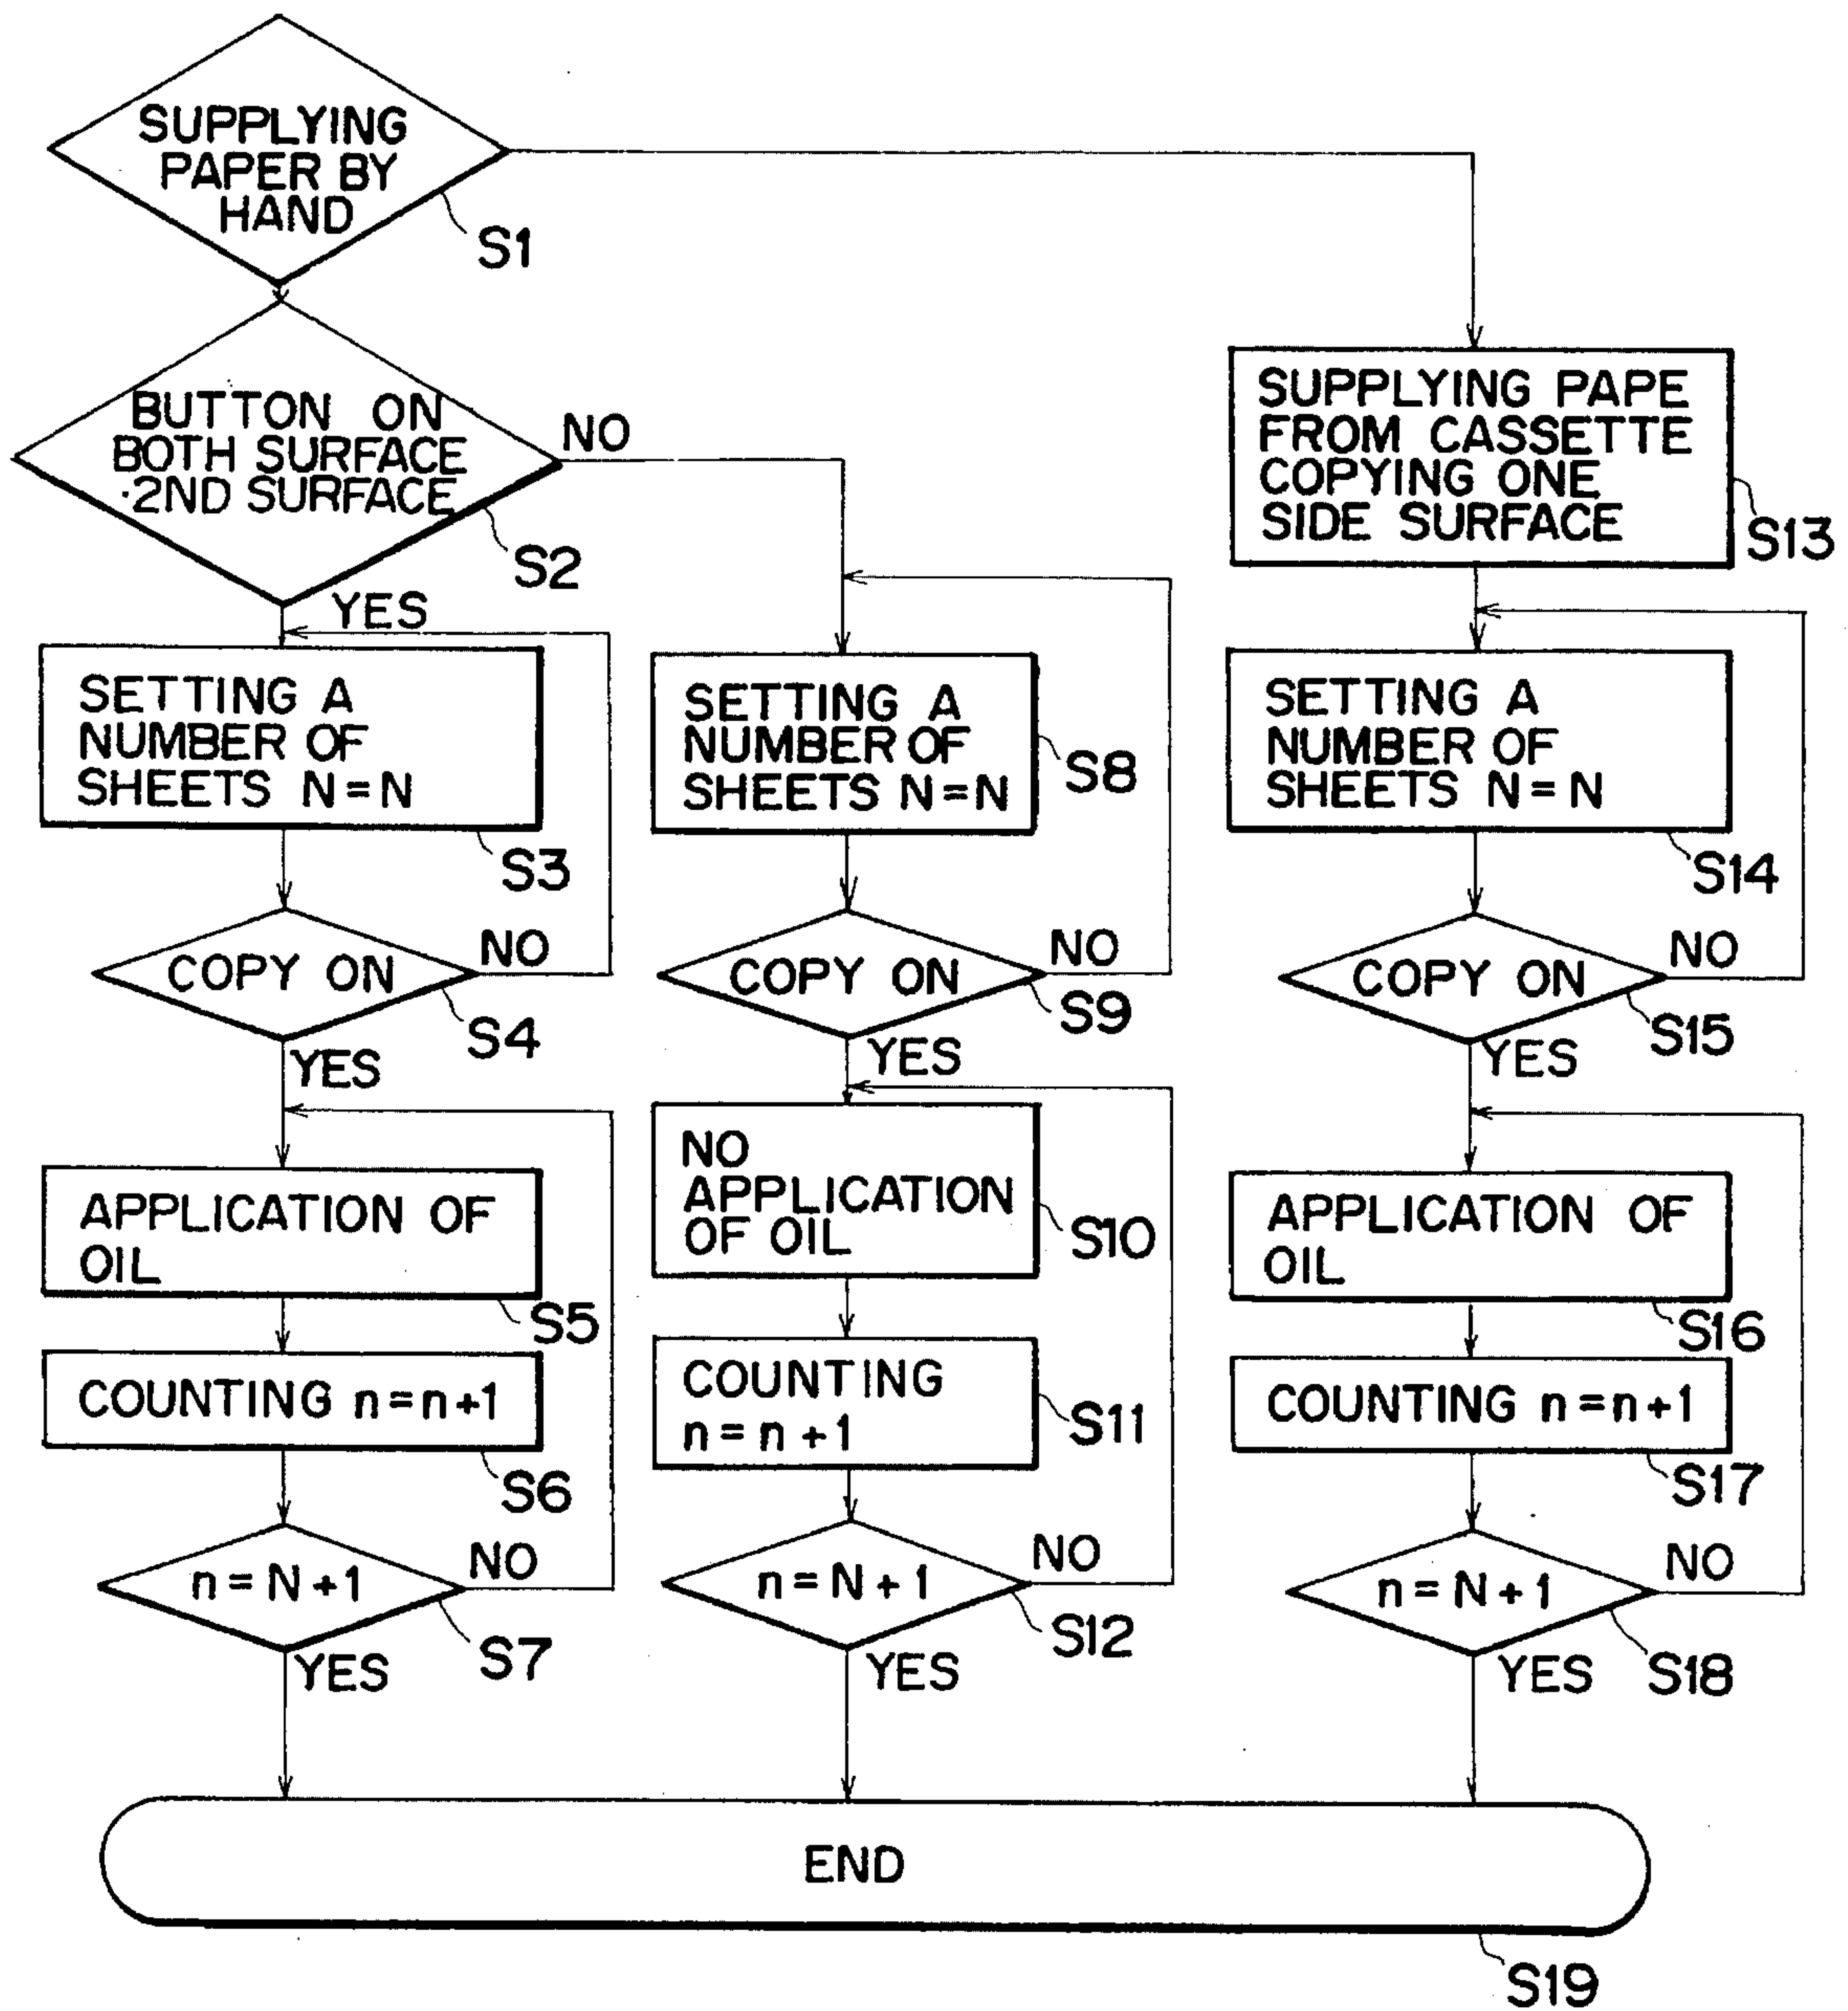 SUPPLYING
PAPER BY
HAND
S1
BUTTON ON
BOTH SURFACE
·2ND SURFACE
S2
NO
YES
SETTING A
NUMBER OF
SHEETS N=N
S3
COPY ON
NO
S4
YES
APPLICATION OF
OIL
S5
COUNTING n=n+1
S6
n=N+1
NO
S7
YES
SETTING A
NUMBER OF
SHEETS N=N
S8
COPY ON
NO
S9
YES
NO
APPLICATION
OF OIL
S10
COUNTING
n=n+1
S11
n=N+1
NO
S12
YES
SUPPLYING PAPE
FROM CASSETTE
COPYING ONE
SIDE SURFACE
S13
SETTING A
NUMBER OF
SHEETS N=N
S14
COPY ON
NO
S15
YES
APPLICATION OF
OIL
S16
COUNTING n=n+1
S17
n=N+1
NO
S18
YES
END
S19